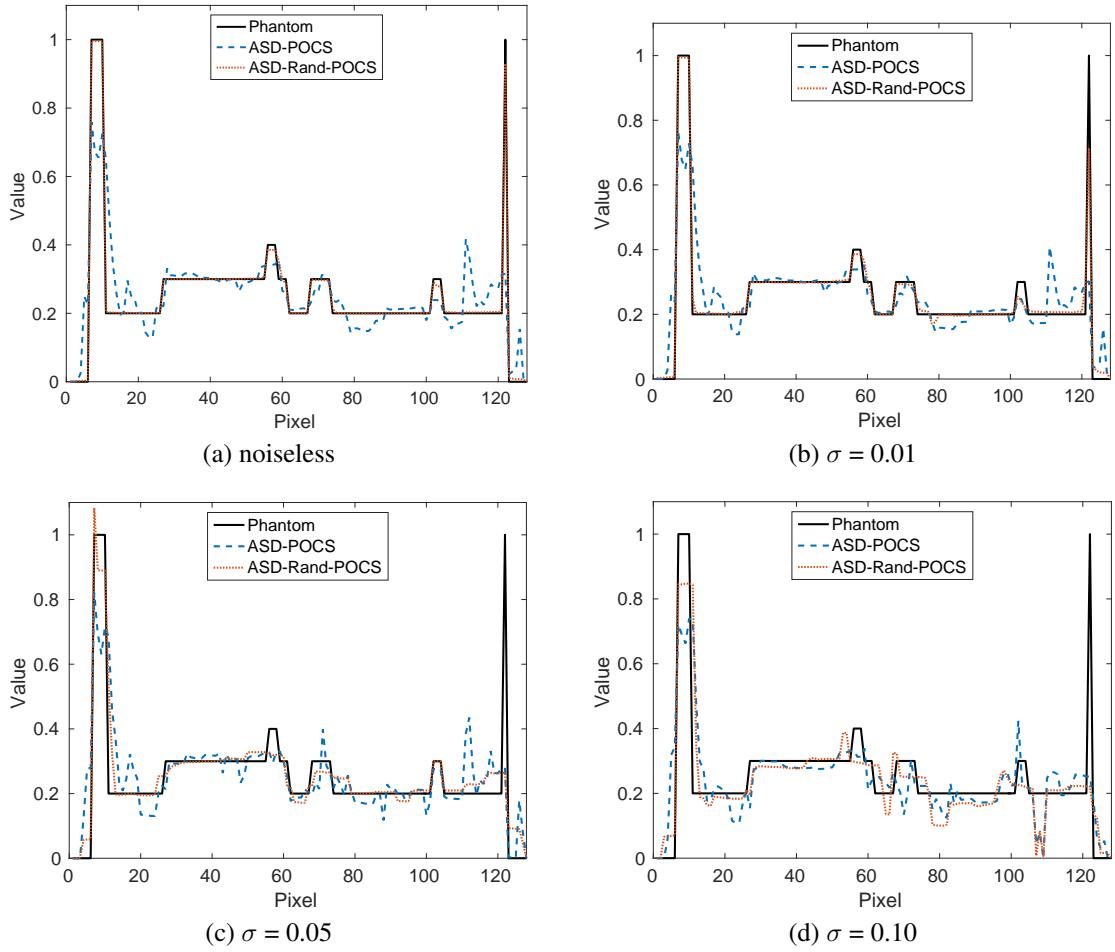 Phantom
ASD-POCS
ASD-Rand-POCS
Value
1
0.8
0.6
0.4
0.2
0
0 20 40 60 80 100 120
Pixel
(a) noiseless
Phantom
ASD-POCS
ASD-Rand-POCS
Value
1
0.8
0.6
0.4
0.2
0
0 20 40 60 80 100 120
Pixel
(b) σ = 0.01
Phantom
ASD-POCS
ASD-Rand-POCS
Value
1
0.8
0.6
0.4
0.2
0
0 20 40 60 80 100 120
Pixel
(c) σ = 0.05
Phantom
ASD-POCS
ASD-Rand-POCS
Value
1
0.8
0.6
0.4
0.2
0
0 20 40 60 80 100 120
Pixel
(d) σ = 0.10